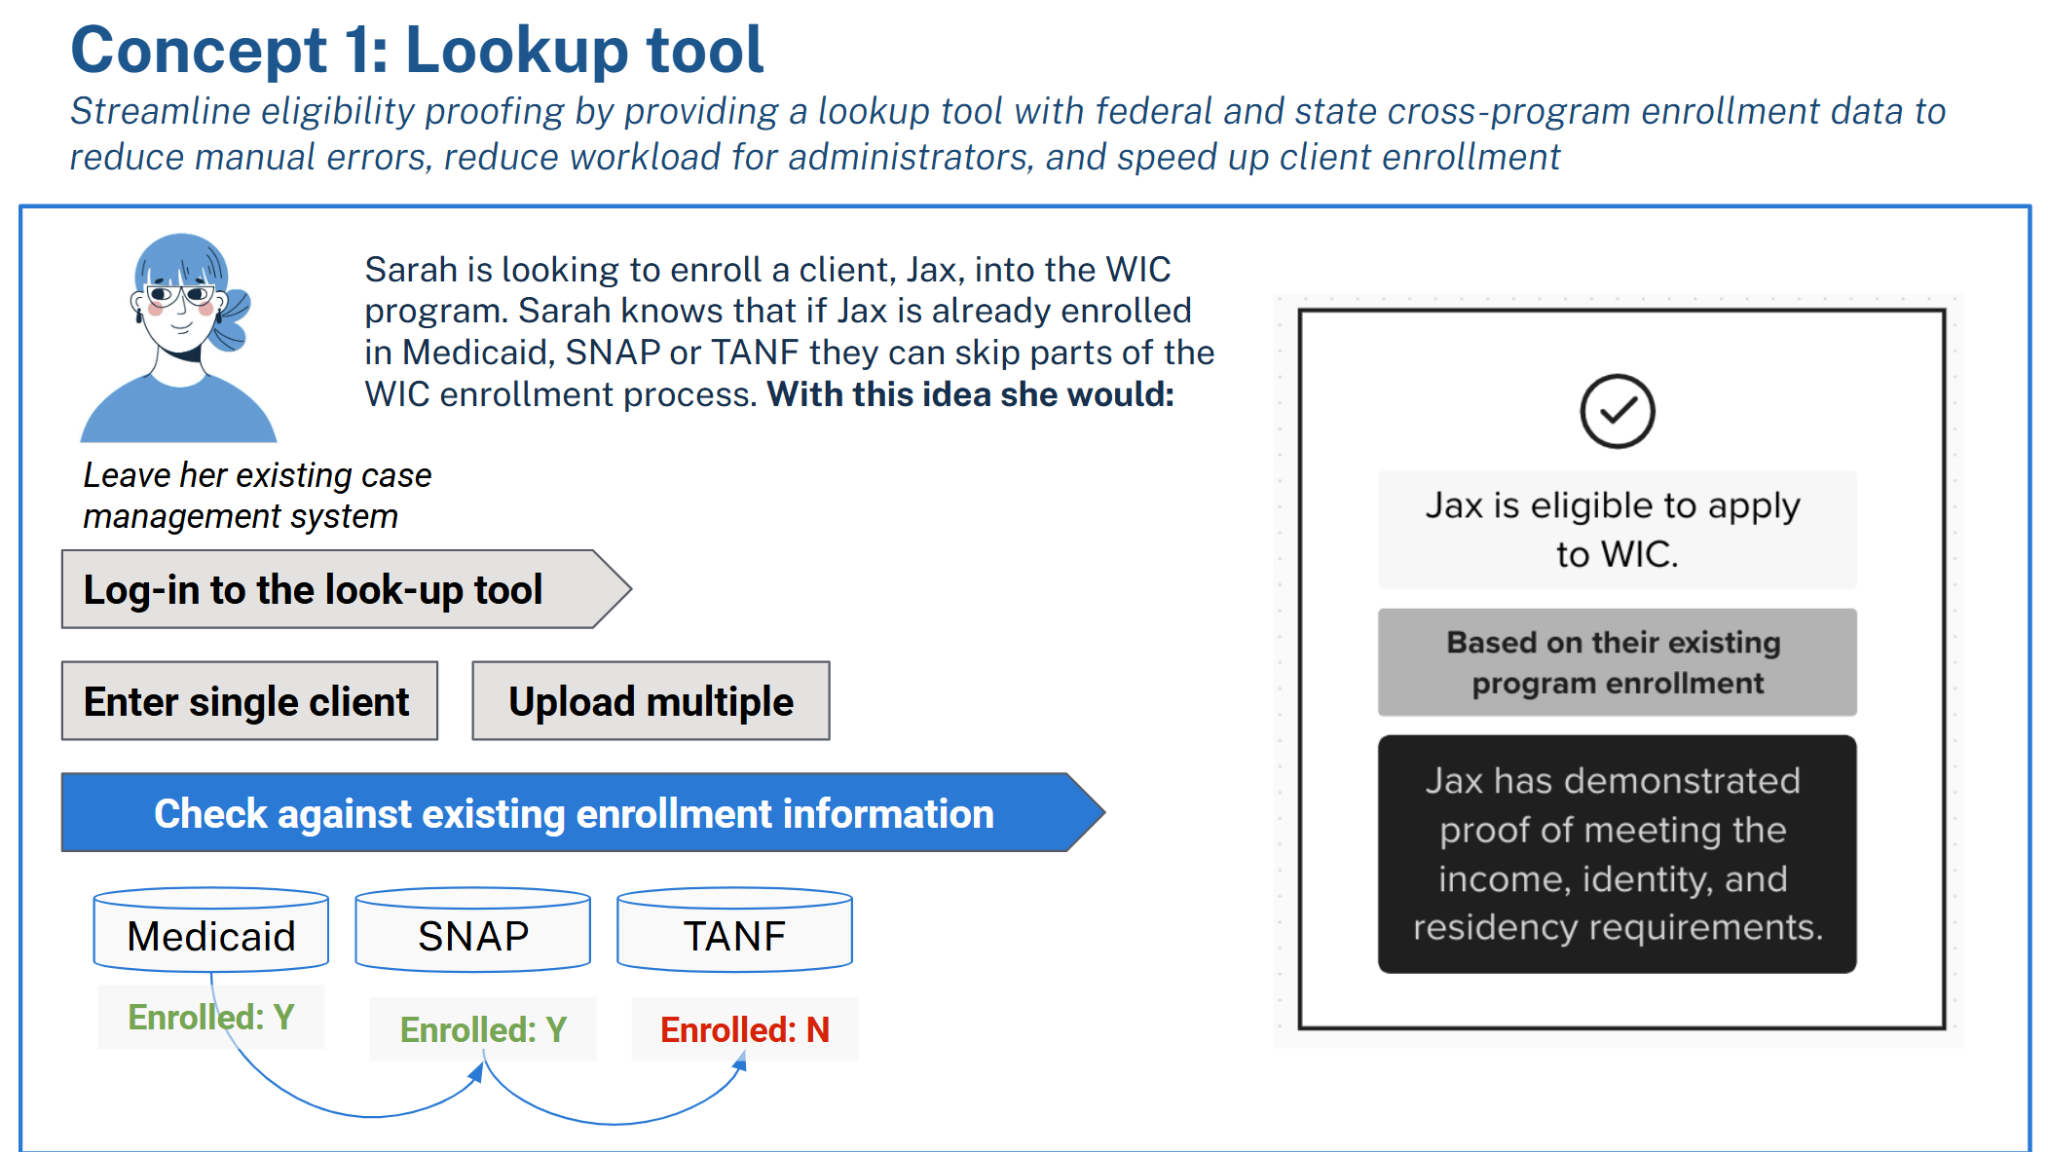 Concept 1: Lookup tool
Streamline eligibility proofing by providing a lookup tool with federal and state cross-program enrollment data to
reduce manual errors, reduce workload for administrators, and speed up client enrollment
Sarah is looking to enroll a client, Jax, into the WIC
program. Sarah knows that if Jax is already enrolled
in Medicaid, SNAP or TANF they can skip parts of the
WIC enrollment process. With this idea she would:
Leave her existing case
management system
Log-in to the look-up tool
Enter single client
Upload multiple
Check against existing enrollment information
Medicaid
SNAP
TANF
Enrolled: Y
Enrolled: Y
Enrolled: N
Jax is eligible to apply
to WIC.
Based on their existing
program enrollment
Jax has demonstrated
proof of meeting the
income, identity, and
residency requirements.